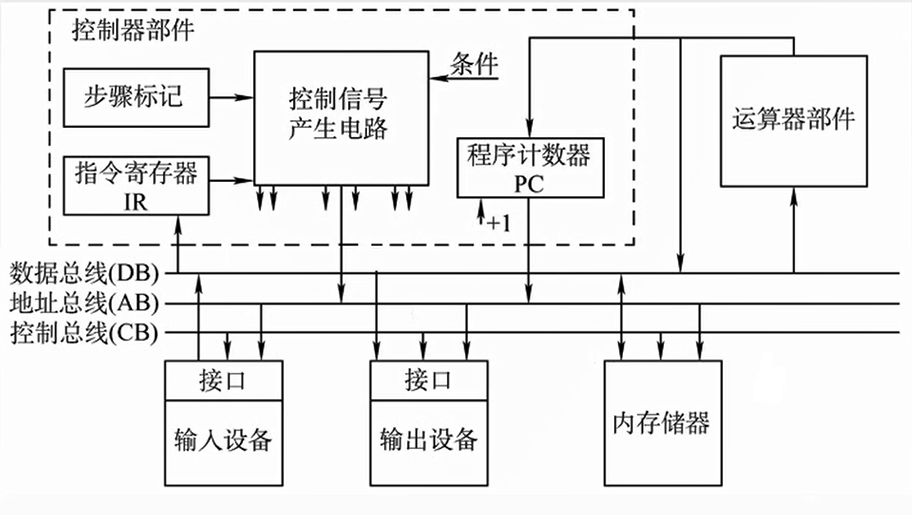 控制器部件
步骤标记
控制信号
产生电路
条件
运算器部件
指令寄存器
IR
程序计数器
PC
+1
数据总线(DB)
地址总线(AB)
控制总线(CB)
接口
输入设备
接口
输出设备
内存储器